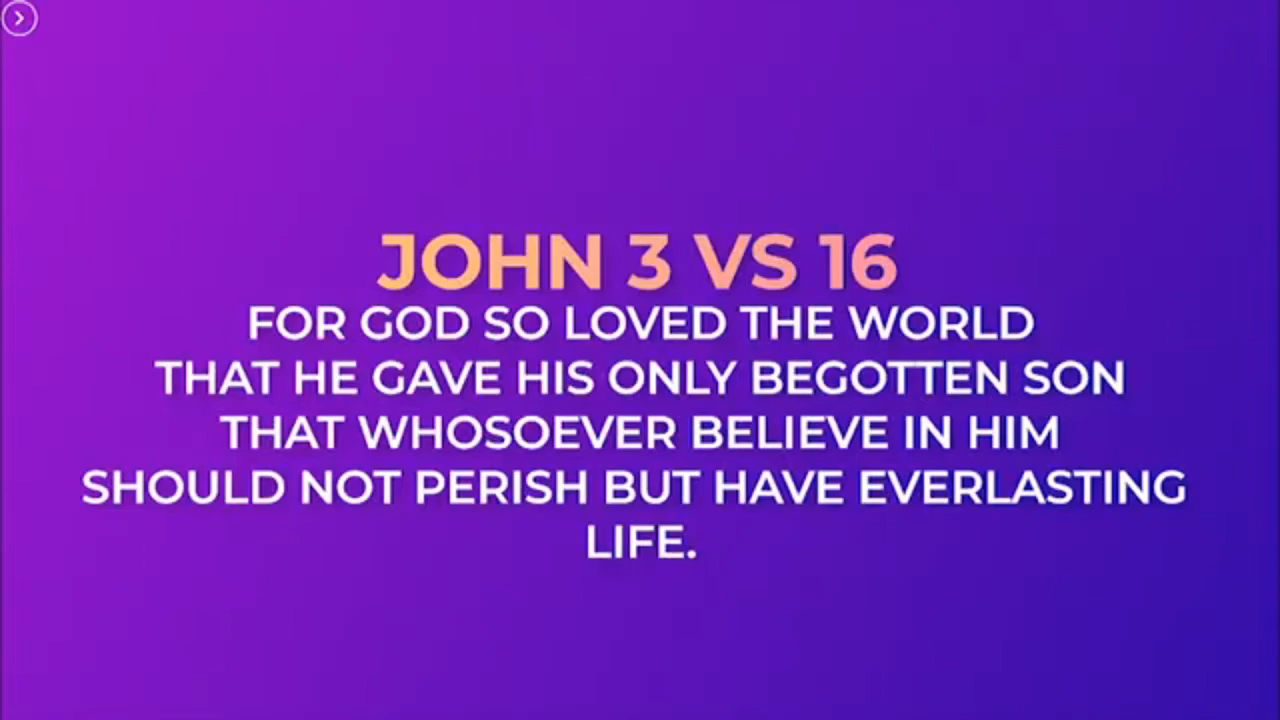 JOHN 3 VS 16
FOR GOD SO LOVED THE WORLD
THAT HE GAVE HIS ONLY BEGOTTEN SON
THAT WHOSOEVER BELIEVE IN HIM
SHOULD NOT PERISH BUT HAVE EVERLASTING
LIFE.